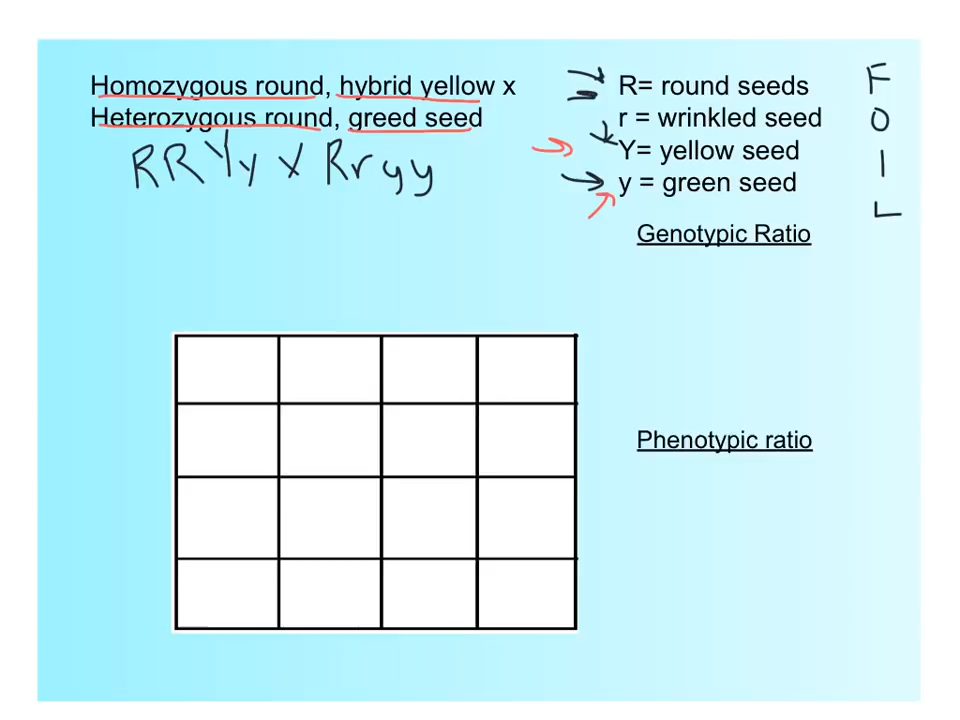 Homozygous round, hybrid yellow x
Heterozygous round, greed seed
RRYy x Rryy
R= round seeds
r = wrinkled seed
Y= yellow seed
y = green seed
F
O
I
L
Genotypic Ratio
Phenotypic ratio